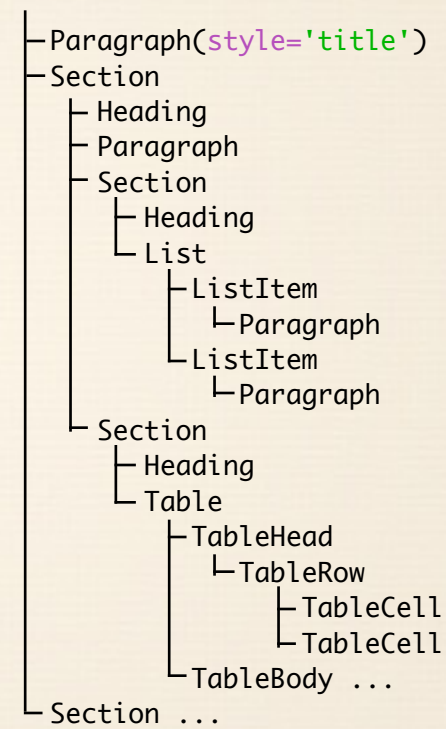 Paragraph(style='title')
Section
Heading
Paragraph
Section
Heading
List
ListItem
Paragraph
ListItem
Paragraph
Section
Heading
Table
TableHead
TableRow
TableCell
TableCell
TableBody ...
Section ...